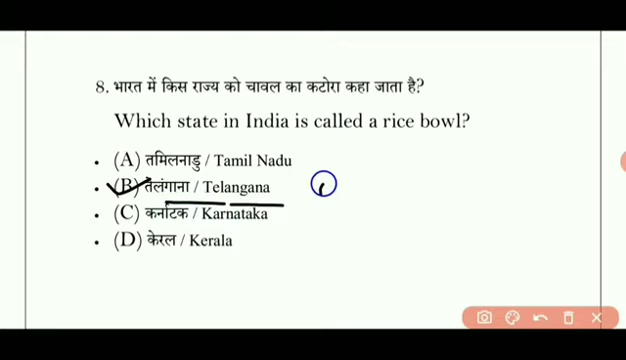 8. भारत में किस राज्य को चावल का कटोरा कहा जाता है?
Which state in India is called a rice bowl?
• (A) तमिलनाडु / Tamil Nadu
• (B) तेलंगाना / Telangana
• (C) कर्नाटक / Karnataka
• (D) केरल / Kerala